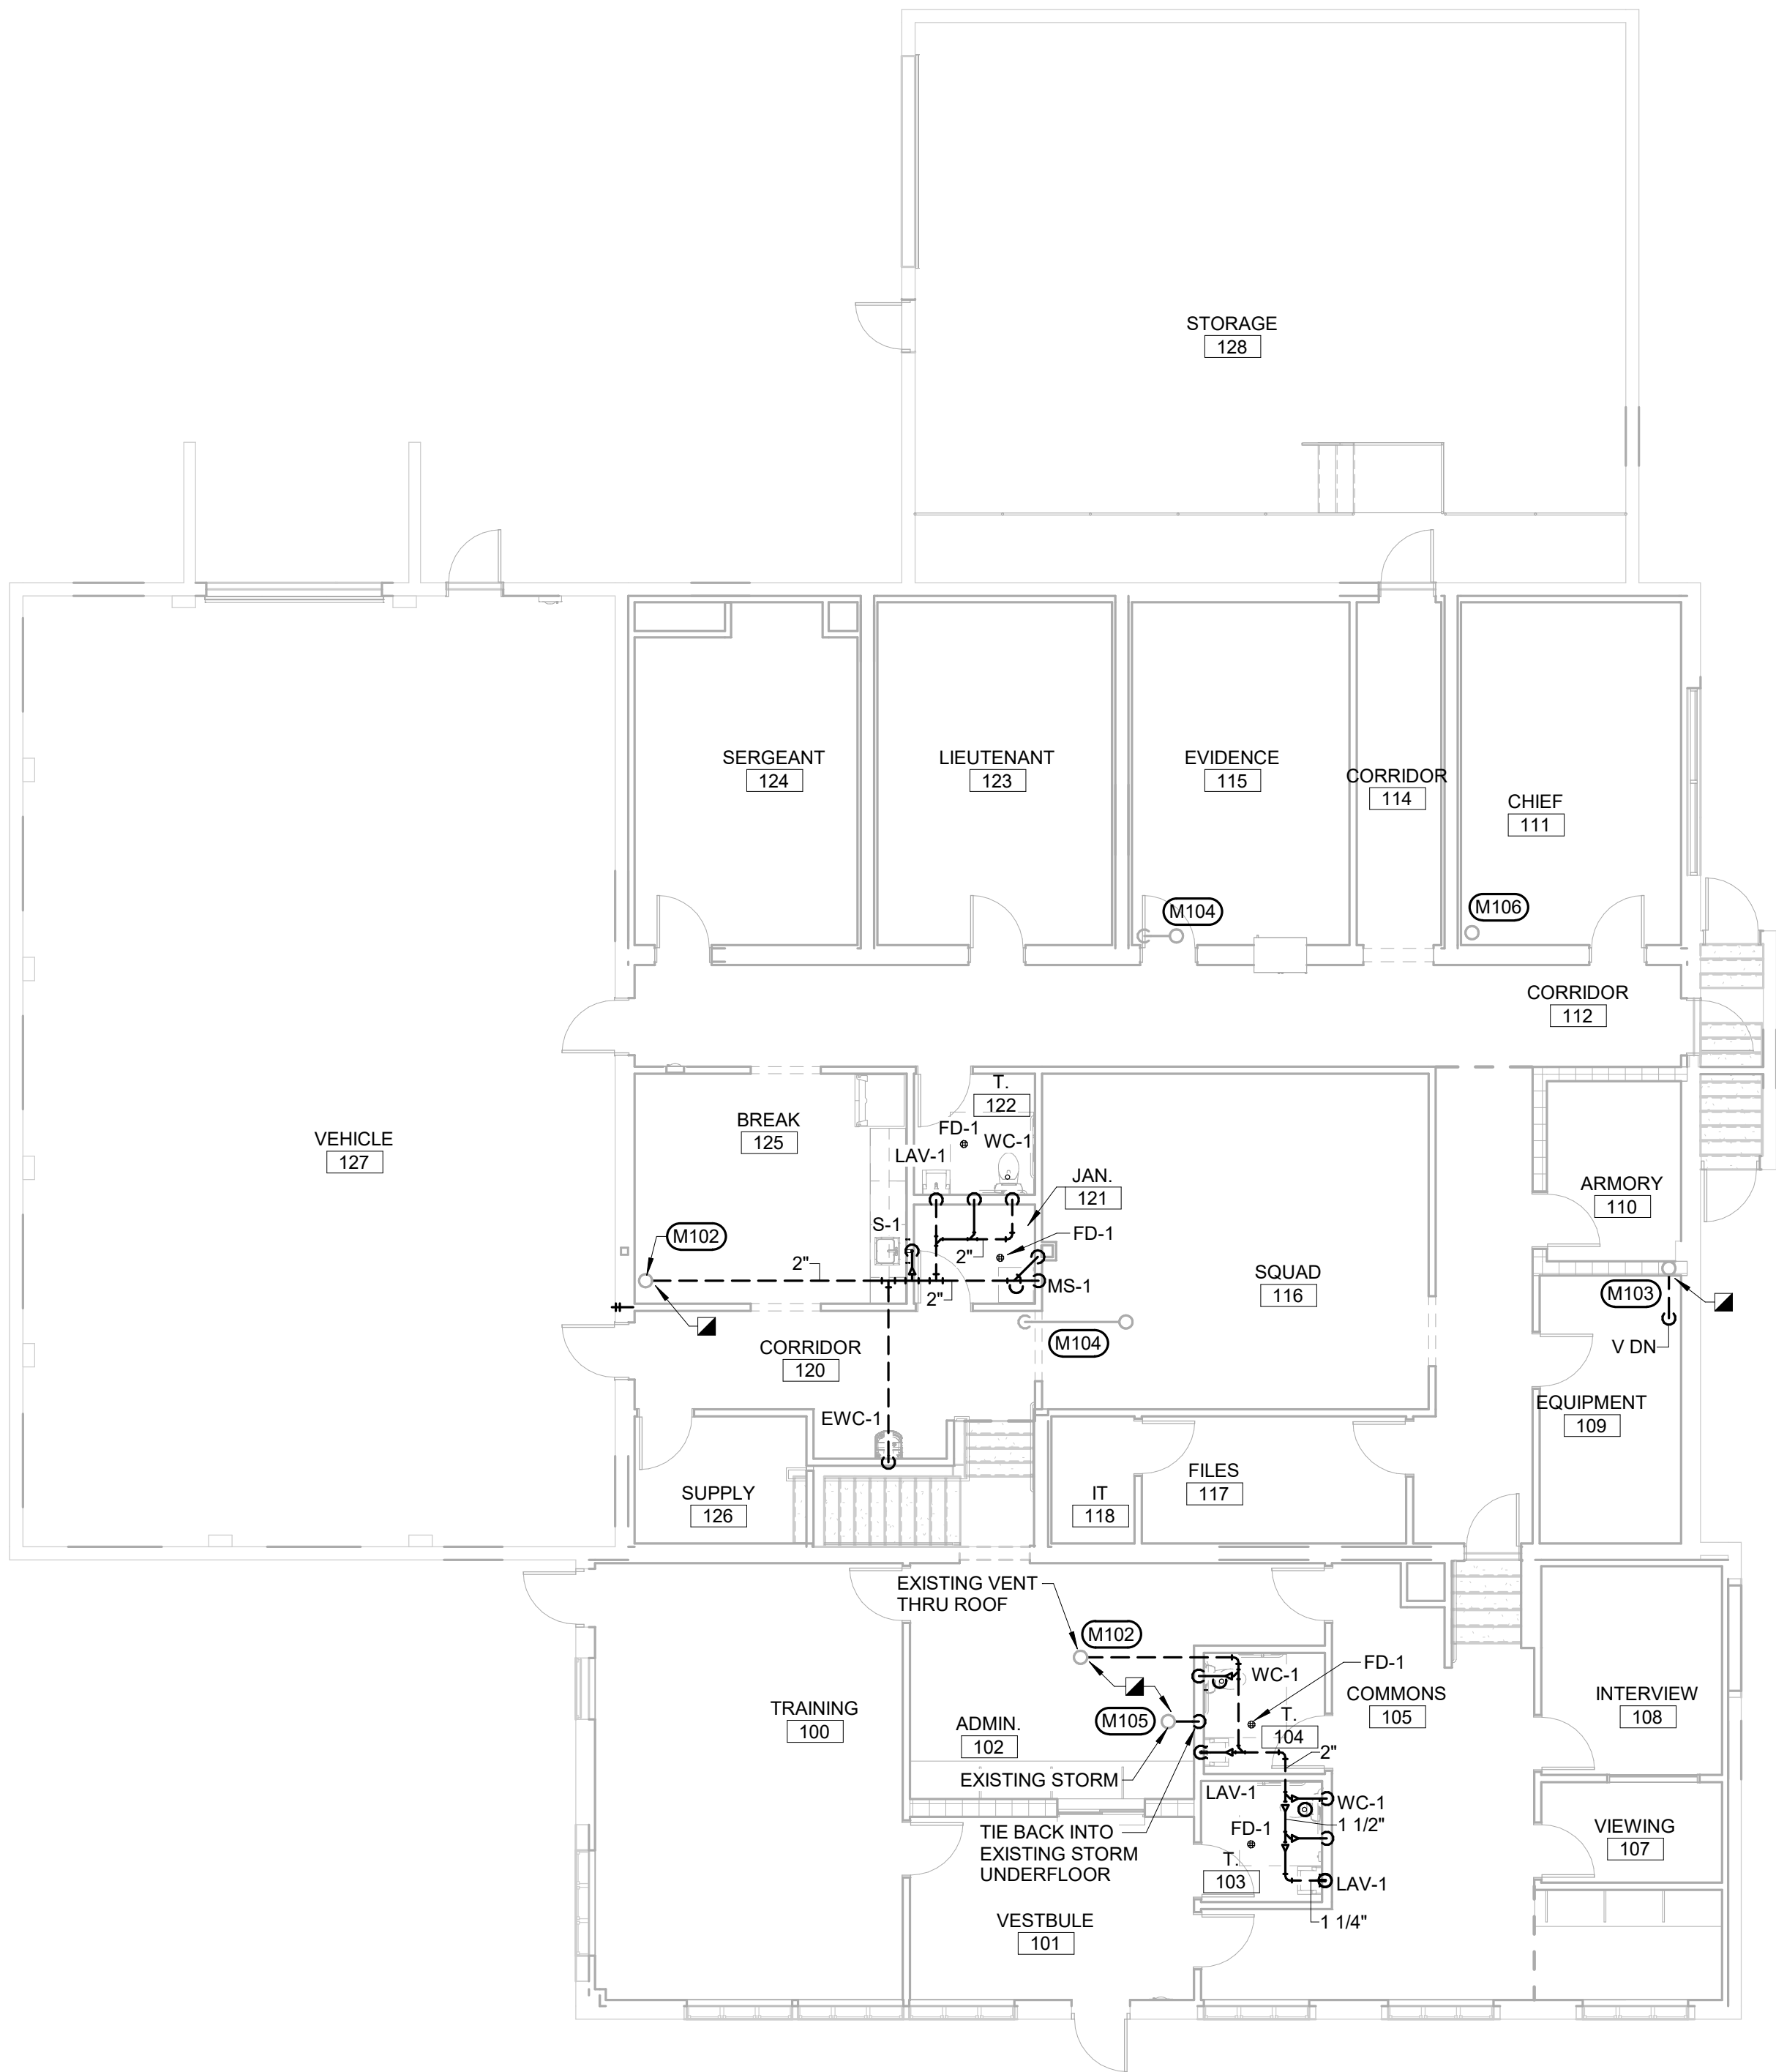 STORAGE
128
SERGEANT
124
LIEUTENANT
123
EVIDENCE
115
CORRIDOR
114
CHIEF
111
M104
M106
CORRIDOR
112
T.
122
FD-1
WC-1
LAV-1
BREAK
125
VEHICLE
127
JAN.
121
ARMORY
110
S-1
M102
FD-1
2"
2"
2"
MS-1
SQUAD
116
M103
M104
V DN
CORRIDOR
120
EWC-1
EQUIPMENT
109
SUPPLY
126
IT
118
FILES
117
EXISTING VENT
THRU ROOF
M102
WC-1
FD-1
TRAINING
100
ADMIN.
102
M105
T.
104
COMMONS
105
INTERVIEW
108
2"
EXISTING STORM
LAV-1
WC-1
1 1/2"
TIE BACK INTO
EXISTING STORM
UNDERFLOOR
FD-1
T.
103
VIEWING
107
LAV-1
1 1/4"
VESTBULE
101